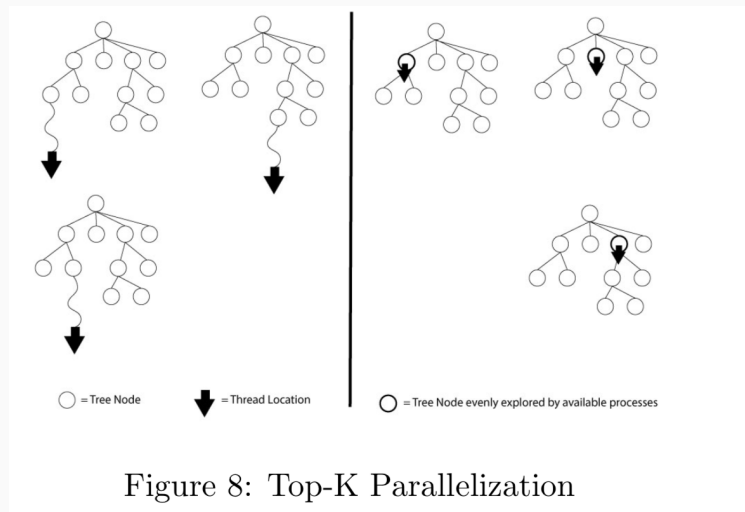 = Tree Node
= Thread Location
= Tree Node evenly explored by available processes
Figure 8: Top-K Parallelization